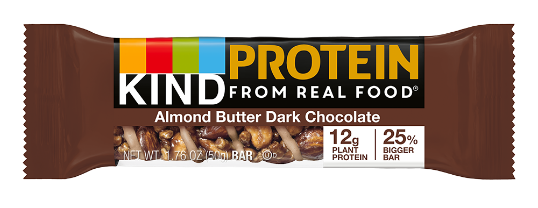 PROTEIN
KIND FROM REAL FOOD®
Almond Butter Dark Chocolate
12g PLANT PROTEIN
25% BIGGER BAR
NET WT. 1.76 OZ (50g) BAR